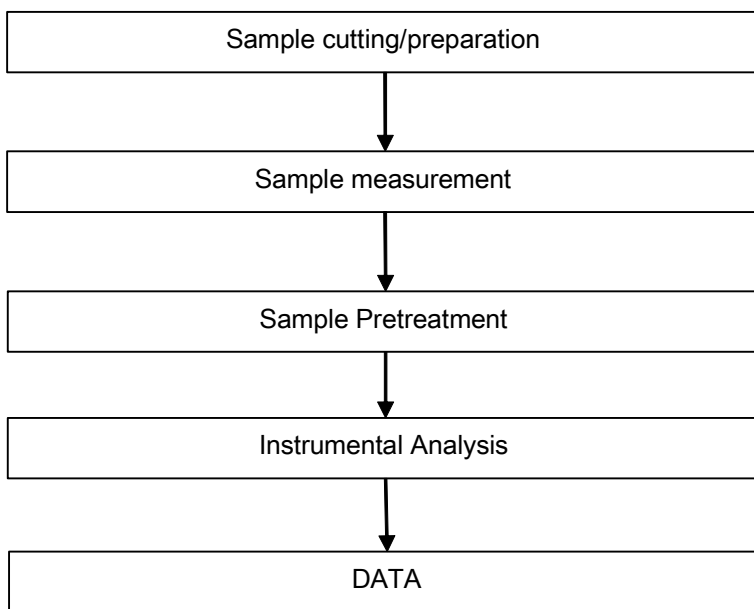 Sample cutting/preparation
Sample measurement
Sample Pretreatment
Instrumental Analysis
DATA